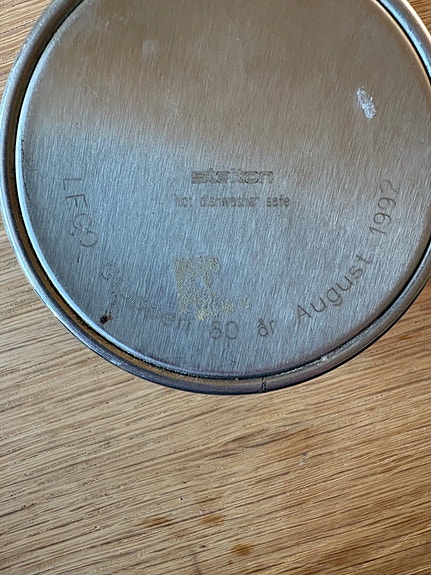 stelton
Not dishwasher safe
LEGO Gruppen 60 år August 1992